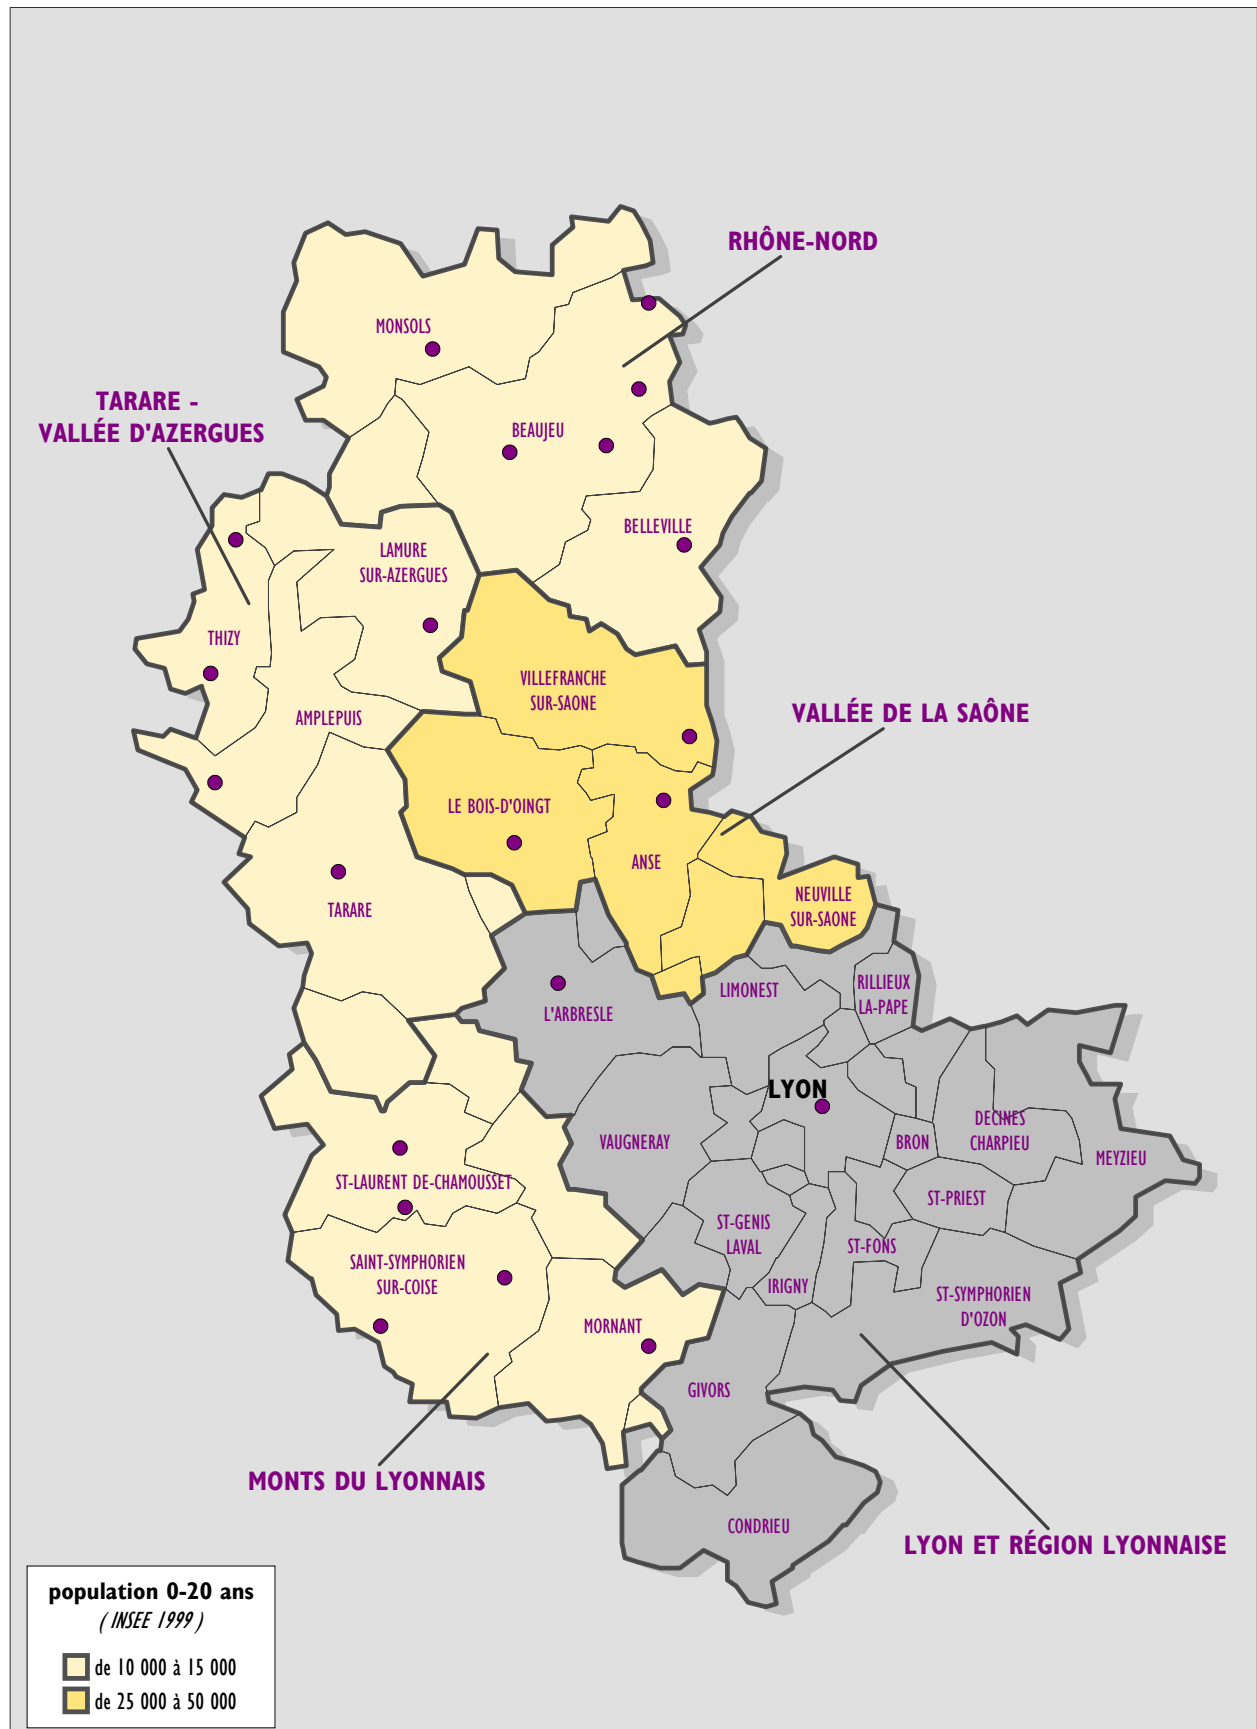 RHÔNE-NORD
MONSOLS
TARARE -
VALLÉE D'AZERGUES
BEAUJEU
BELLEVILLE
LAMURE
SUR-AZERGUES
THIZY
VILLEFRANCHE
SUR-SAONE
AMPLEPUIS
VALLÉE DE LA SAÔNE
LE BOIS-D'OINGT
ANSE
NEUVILLE
SUR-SAONE
TARARE
RILLIEUX
LA-PAPE
LIMONEST
L'ARBRESLE
LYON
DECINES
CHARPIEU
VAUGNERAY
BRON
MEYZIEU
ST-LAURENT DE-CHAMOUSSET
ST-PRIEST
ST-GENIS
LAVAL
ST-FONS
SAINT-SYMPHORIEN
SUR-COISE
IRIGNY
ST-SYMPHORIEN
D'OZON
MORNANT
GIVORS
MONTS DU LYONNAIS
CONDRIEU
LYON ET RÉGION LYONNAISE
population 0-20 ans
( INSEE 1999 )
de 10 000 à 15 000
de 25 000 à 50 000